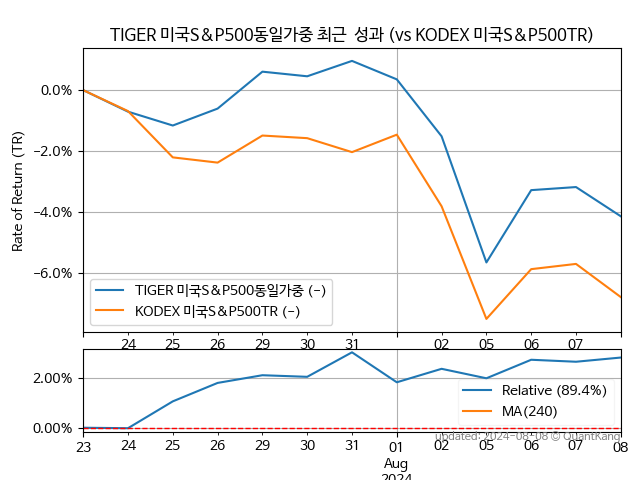 TIGER 미국S&P500동일가중 최근 성과 (vs KODEX 미국S&P500TR)
Rate of Return (TR)
0.0%
−2.0%
−4.0%
−6.0%
TIGER 미국S&P500동일가중 (-)
KODEX 미국S&P500TR (-)
24 25 26 29 30 31 02 05 06 07
2.00%
0.00%
Relative (89.4%)
MA(240)
updated: 2024-08-08 © QuantKang
23 24 25 26 29 30 31 01 02 05 06 07 08
Aug
2024